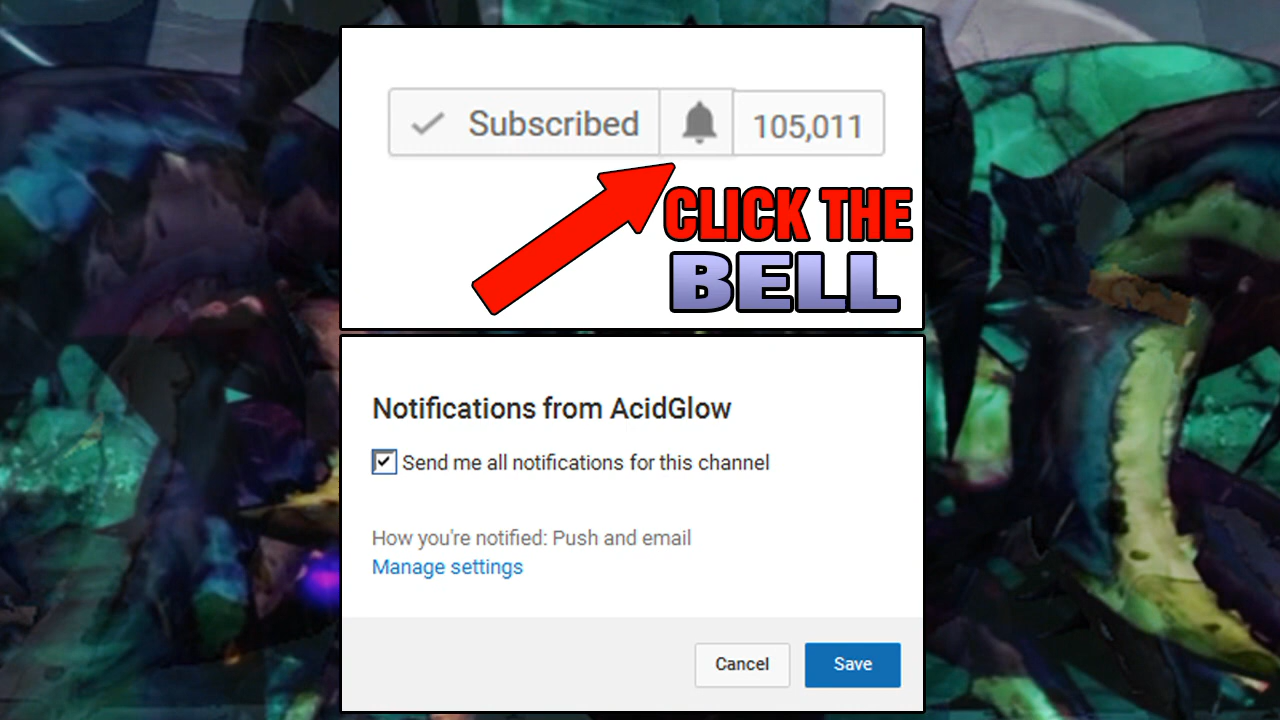 Subscribed 105,011
CLICK THE
BELL
Notifications from AcidGlow
Send me all notifications for this channel
How you're notified: Push and email
Manage settings
Cancel Save